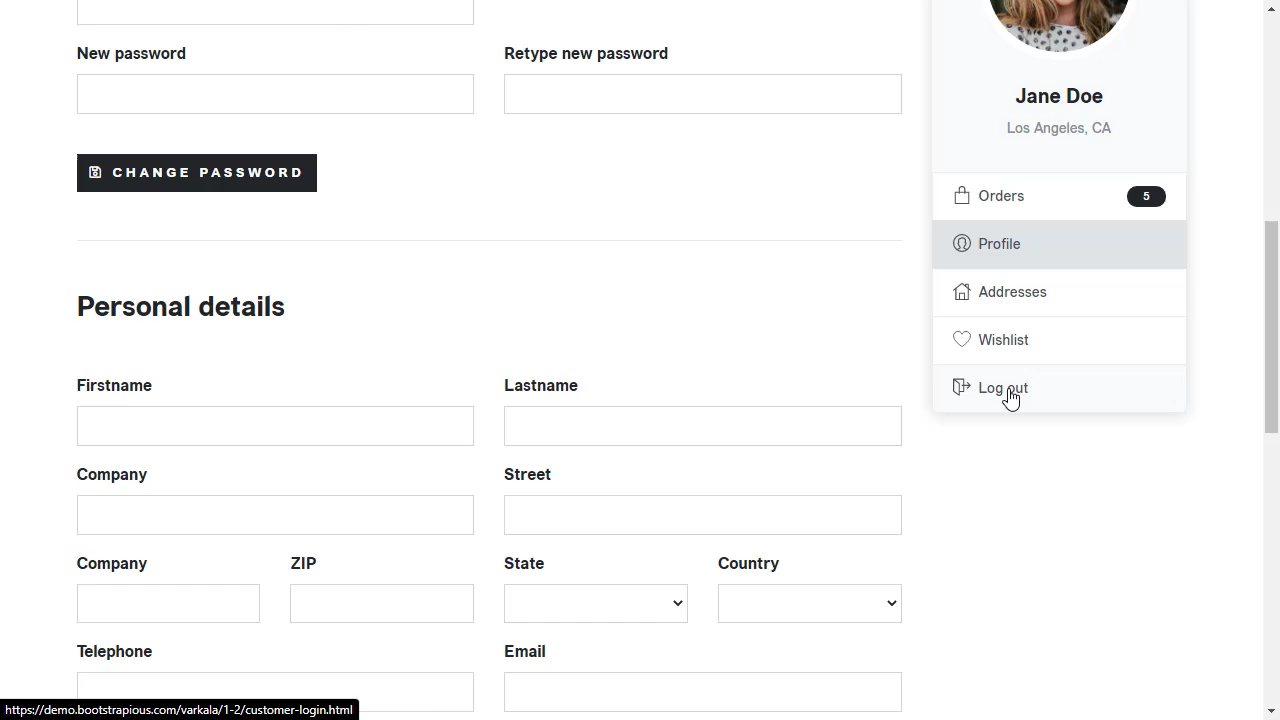 New password
Retype new password
CHANGE PASSWORD
Personal details
Firstname
Lastname
Company
Street
Company
ZIP
State
Country
Telephone
Email
Jane Doe
Los Angeles, CA
Orders
5
Profile
Addresses
Wishlist
Log out
https://demo.bootstrapious.com/varkala/1-2/customer-login.html